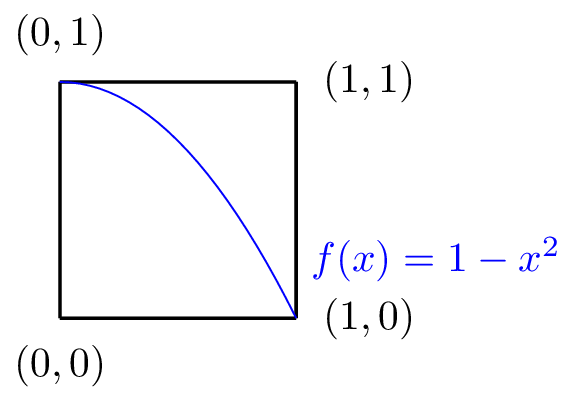 (0, 1)
(1, 1)
f(x) = 1 − x²
(1, 0)
(0, 0)